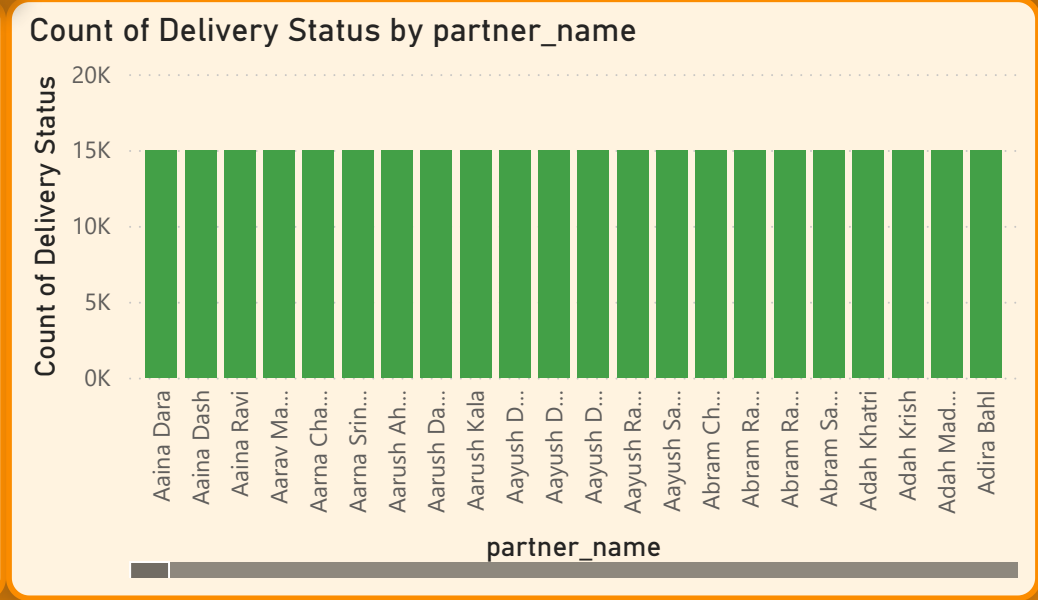 Count of Delivery Status by partner_name
Count of Delivery Status
20K
15K
10K
5K
0K
Aaina Dara
Aaina Dash
Aaina Ravi
Aarav Ma...
Aarna Cha...
Aarna Srin...
Aarush Ah...
Aarush Da...
Aarush Kala
Aayush D...
Aayush D...
Aayush D...
Aayush Ra...
Aayush Sa...
Abram Ch...
Abram Ra...
Abram Ra...
Abram Sa...
Adah Khatri
Adah Krish
Adah Mad...
Adira Bahl
partner_name